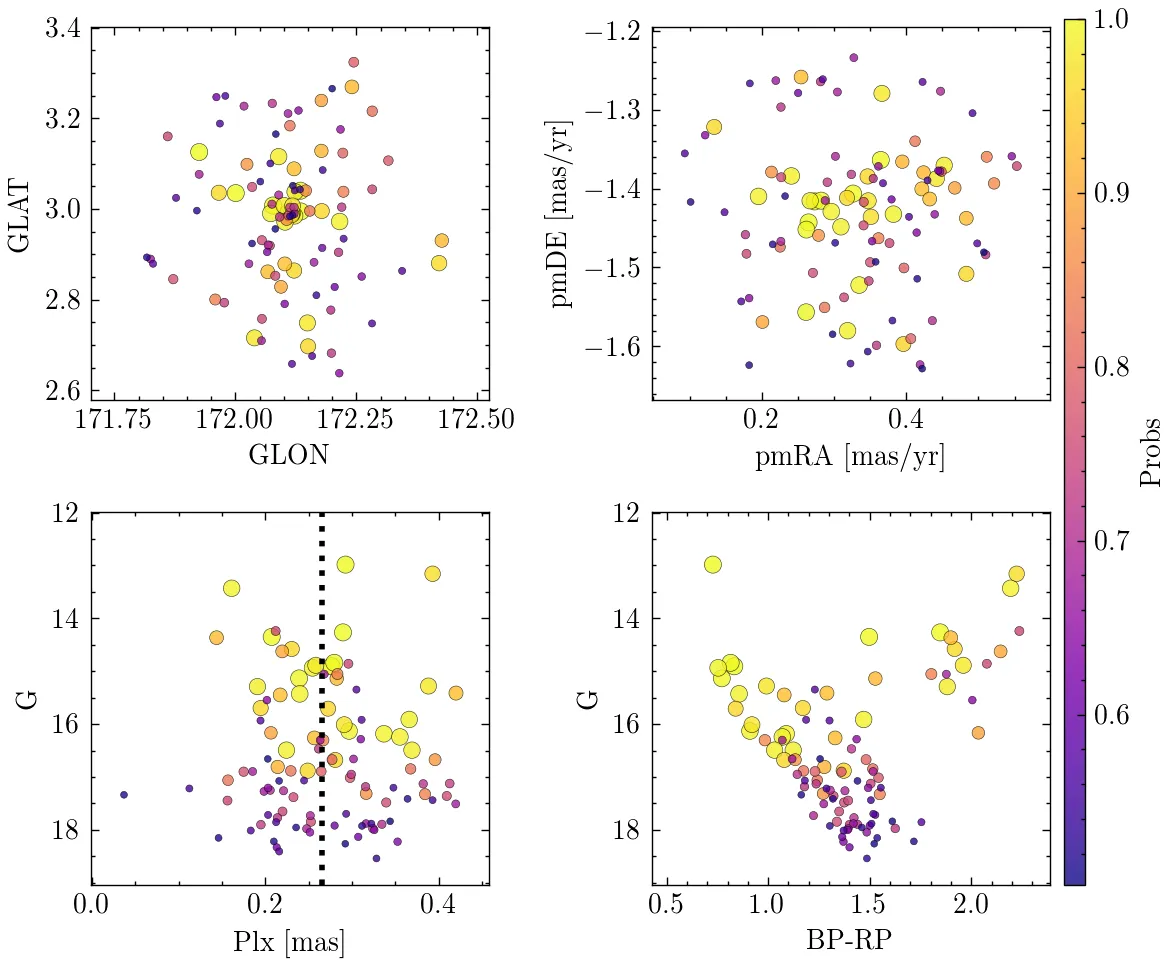 3.4
3.2
3.0
2.8
2.6
GLAT
171.75 172.00 172.25 172.50
GLON
−1.2
−1.3
−1.4
−1.5
−1.6
pmDE [mas/yr]
0.2 0.4
pmRA [mas/yr]
12
14
16
18
G
0.0 0.2 0.4
Plx [mas]
12
14
16
18
G
0.5 1.0 1.5 2.0
BP-RP
1.0
0.9
0.8
0.7
0.6
Probs